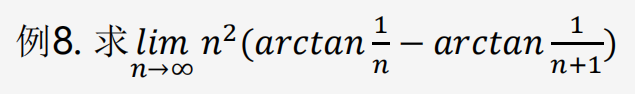 例8. 求 lim n→∞ n²(arctan 1/n − arctan 1/(n+1))